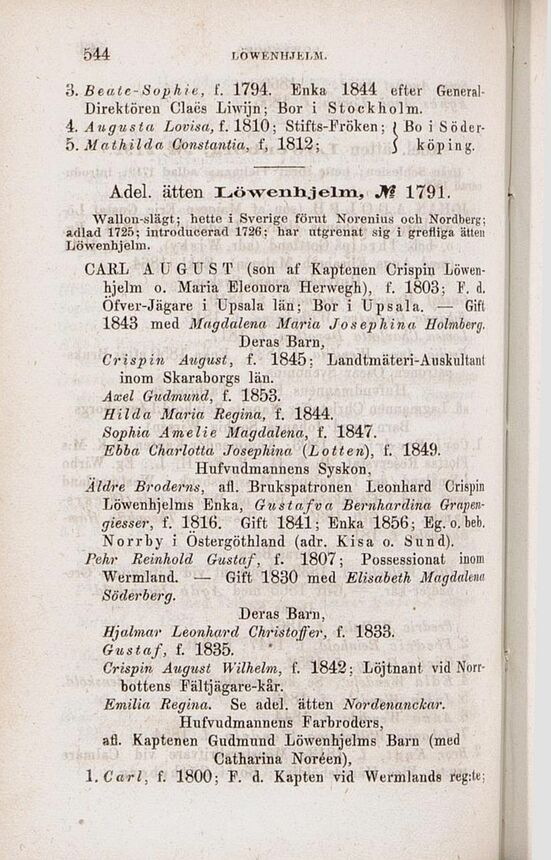 544 LÖWENHJELM.
3. Beate-Sophie, f. 1794. Enka 1844 efter General-
Direktören Claës Liwijn; Bor i Stockholm.
4. Augusta Lovisa, f. 1810; Stifts-Fröken; } Bo i Söder-
5. Mathilda Constantia, f, 1812; } köping.
Adel. ätten Löwenhjelm, № 1791.
Wallon-slägt; hette i Sverige förut Norenius och Nordberg;
adlad 1725; introducerad 1726; har utgrenat sig i grefliga ätten
Löwenhjelm.
CARL AUGUST (son af Kaptenen Crispin Löwen-
hjelm o. Maria Eleonora Herwegh), f. 1803; F. d.
Öfver-Jägare i Upsala län; Bor i Upsala. — Gift
1843 med Magdalena Maria Josephina Holmberg.
Deras Barn,
Crispin August, f. 1845; Landtmäteri-Auskultant
inom Skaraborgs län.
Axel Gudmund, f. 1853.
Hilda Maria Regina, f. 1844.
Sophia Amelie Magdalena, f. 1847.
Ebba Charlotta Josephina (Lotten), f. 1849.
Hufvudmannens Syskon,
Äldre Broderns, afl. Brukspatronen Leonhard Crispin
Löwenhjelms Enka, Gustafva Bernhardina Grapen-
giesser, f. 1816. Gift 1841; Enka 1856; Eg. o. beb.
Norrby i Östergöthland (adr. Kisa o. Sund).
Pehr Reinhold Gustaf, f. 1807; Possessionat inom
Wermland. — Gift 1830 med Elisabeth Magdalena
Söderberg.
Deras Barn,
Hjalmar Leonhard Christoffer, f. 1833.
Gustaf, f. 1835.
Crispin August Wilhelm, f. 1842; Löjtnant vid Norr-
bottens Fältjägare-kår.
Emilia Regina. Se adel. ätten Nordenanckar.
Hufvudmannens Farbroders,
afl. Kaptenen Gudmund Löwenhjelms Barn (med
Catharina Noréen),
1. Carl, f. 1800; F. d. Kapten vid Wermlands reg:te;